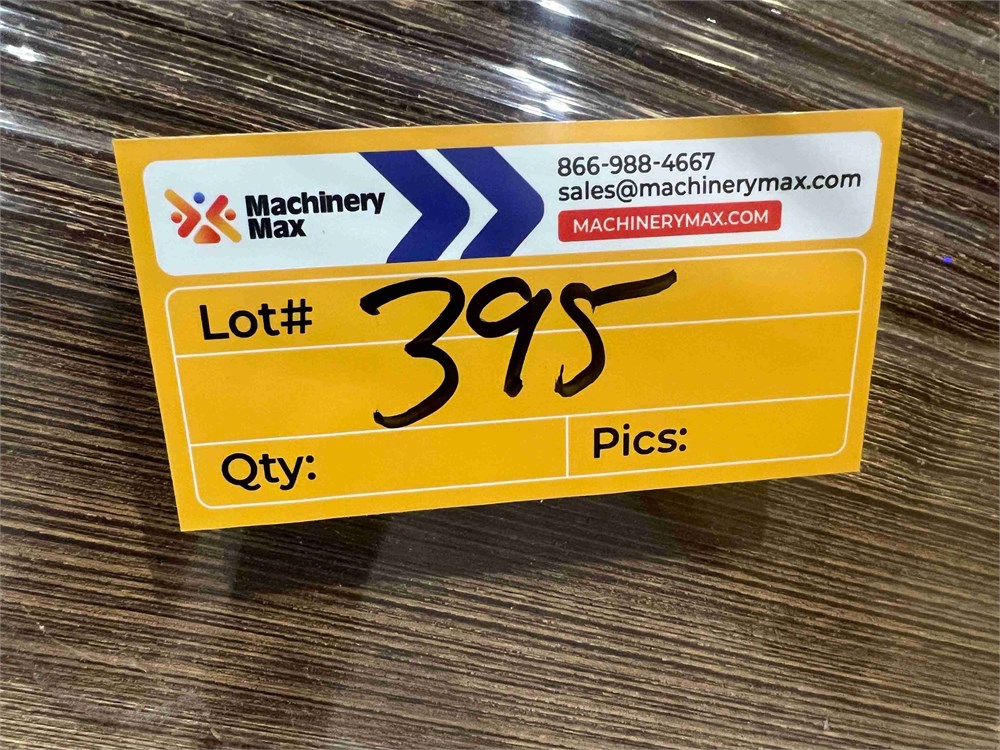 Machinery
Max
866-988-4667
sales@machinerymax.com
MACHINERYMAX.COM
Lot# 395
Qty:
Pics: